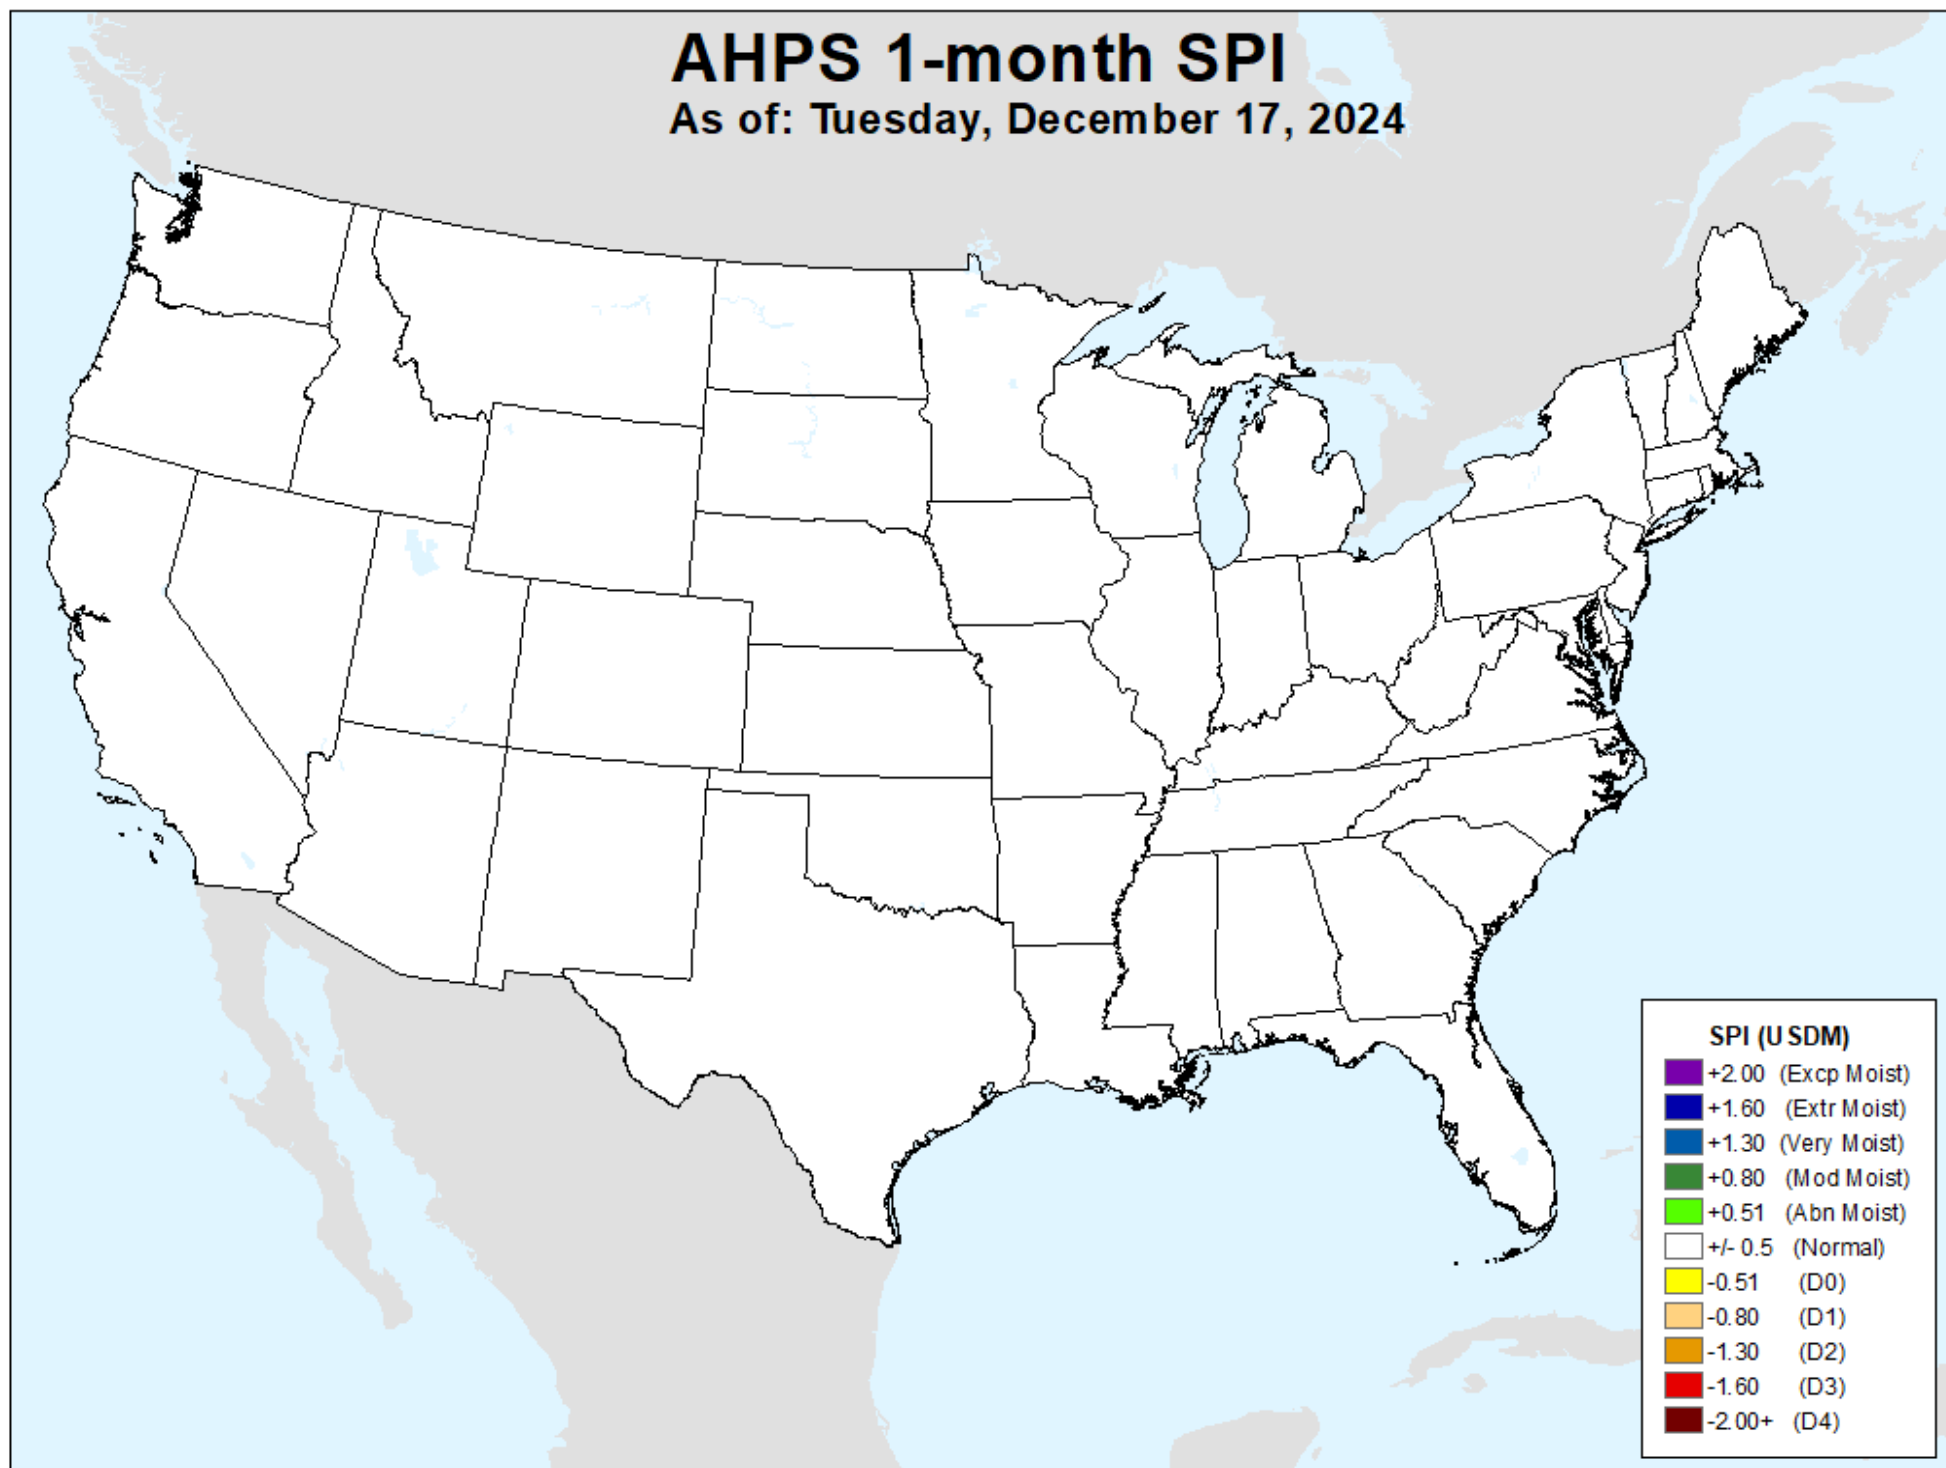 AHPS 1-month SPI
As of: Tuesday, December 17, 2024
SPI (USDM)
+2.00 (Excp Moist)
+1.60 (Extr Moist)
+1.30 (Very Moist)
+0.80 (Mod Moist)
+0.51 (Abn Moist)
+/- 0.5 (Normal)
-0.51 (D0)
-0.80 (D1)
-1.30 (D2)
-1.60 (D3)
-2.00+ (D4)